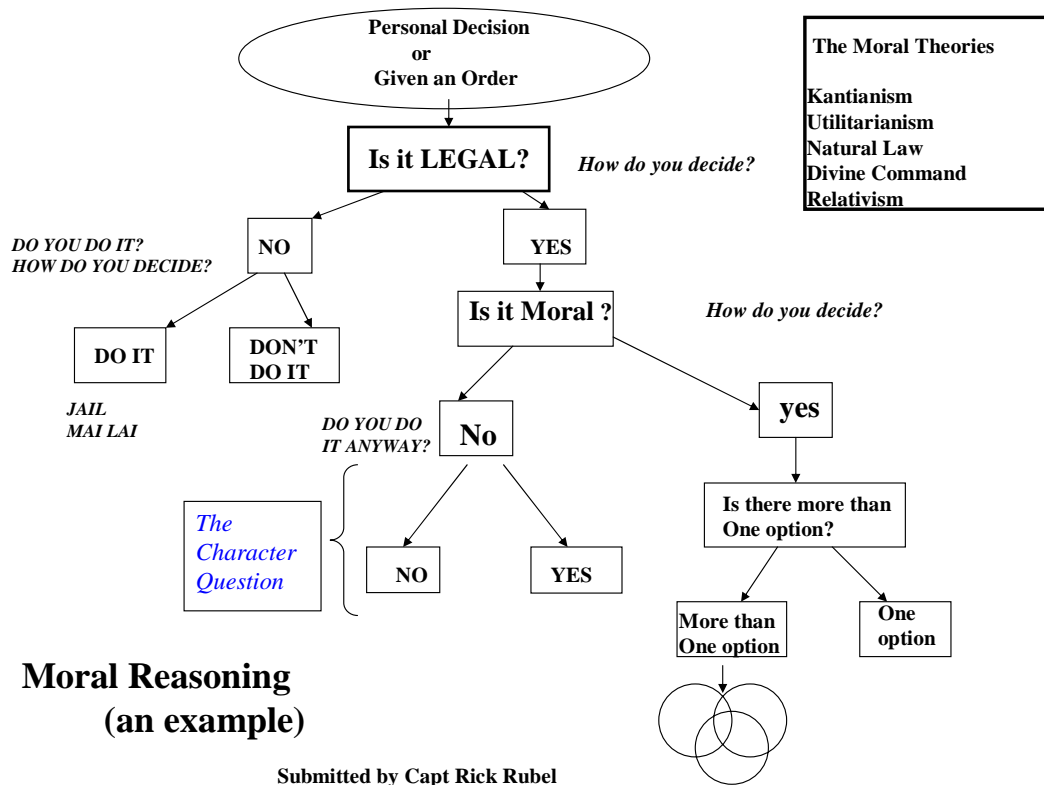 Personal Decision
or
Given an Order
The Moral Theories
Kantianism
Utilitarianism
Natural Law
Divine Command
Relativism
Is it LEGAL?
How do you decide?
DO YOU DO IT?
HOW DO YOU DECIDE?
NO
YES
Is it Moral ?
How do you decide?
DO IT
DON'T
DO IT
JAIL
MAI LAI
DO YOU DO
IT ANYWAY?
No
yes
The
Character
Question
NO
YES
Is there more than
One option?
More than
One option
One
option
Moral Reasoning
(an example)
Submitted by Capt Rick Rubel